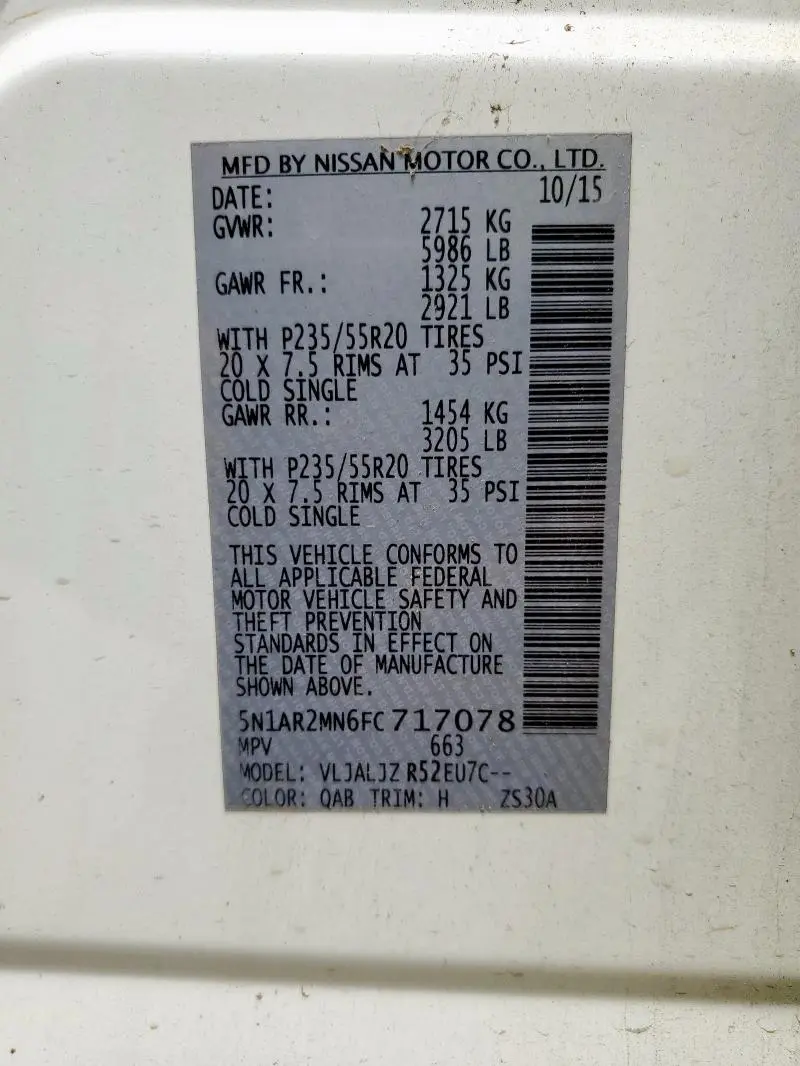 MFD BY NISSAN MOTOR CO., LTD.
DATE: 10/15
GVWR: 2715 KG
5986 LB
GAWR FR.: 1325 KG
2921 LB
WITH P235/55R20 TIRES
20 X 7.5 RIMS AT 35 PSI
COLD SINGLE
GAWR RR.: 1454 KG
3205 LB
WITH P235/55R20 TIRES
20 X 7.5 RIMS AT 35 PSI
COLD SINGLE
THIS VEHICLE CONFORMS TO
ALL APPLICABLE FEDERAL
MOTOR VEHICLE SAFETY AND
THEFT PREVENTION
STANDARDS IN EFFECT ON
THE DATE OF MANUFACTURE
SHOWN ABOVE.
5N1AR2MN6FC717078
MPV 663
MODEL: VLJALJZ R52EU7C--
COLOR: QAB TRIM: H ZS30A